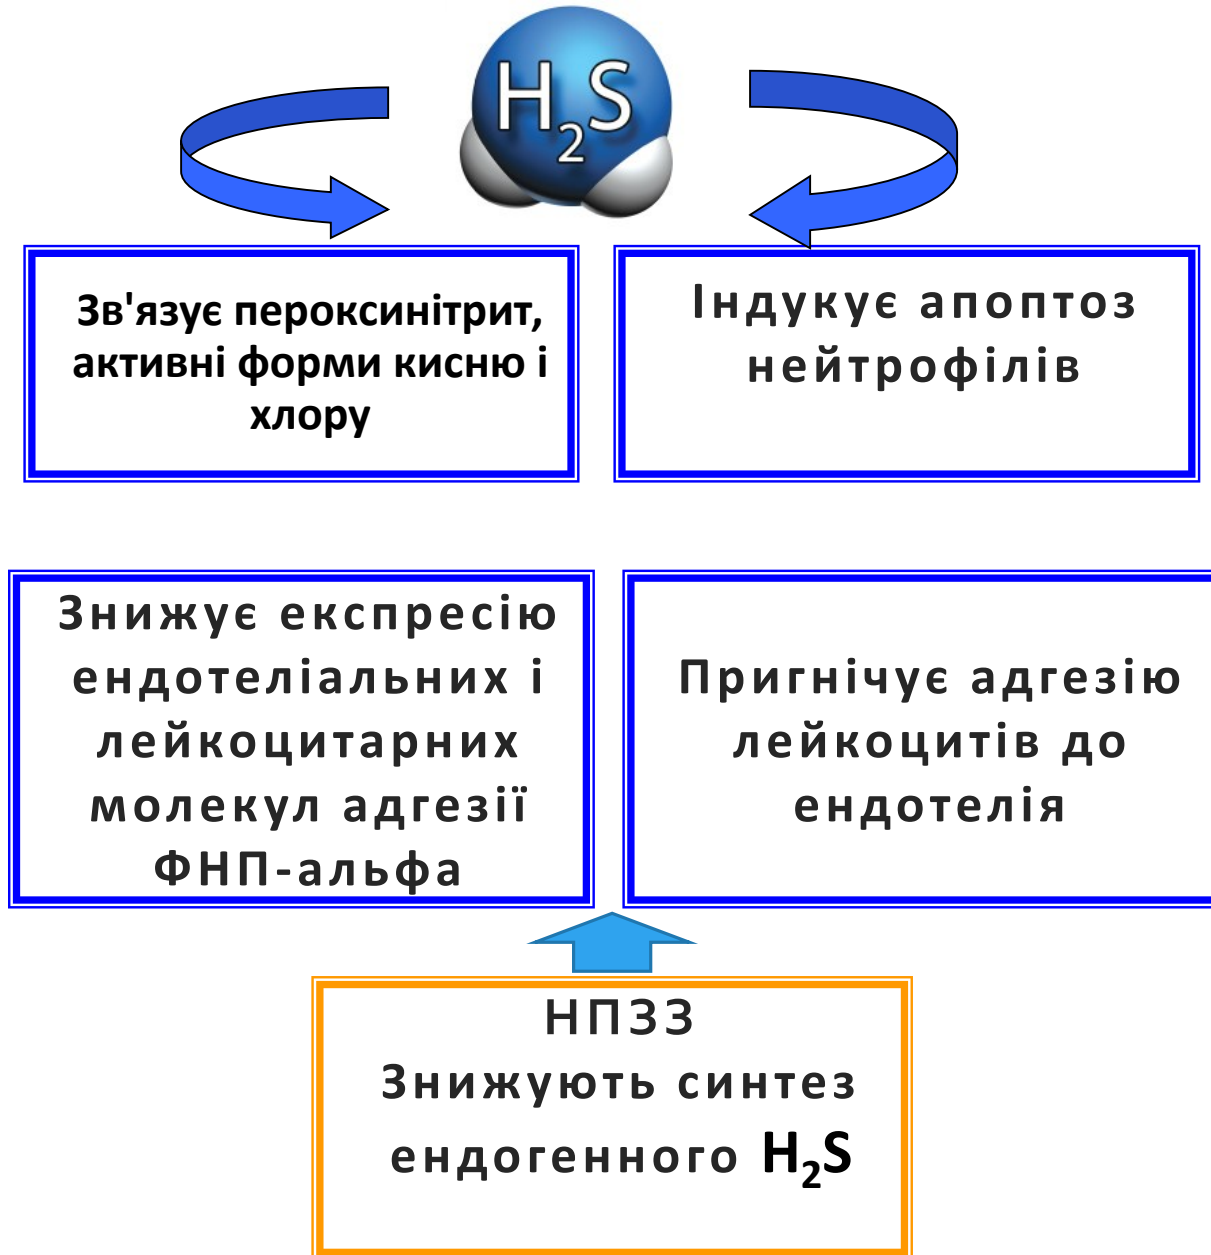 H₂S
Зв'язує пероксинітрит,
активні форми кисню і
хлору
Індукує апоптоз
нейтрофілів
Знижує експресію
ендотеліальних і
лейкоцитарних
молекул адгезії
ФНП-альфа
Пригнічує адгезію
лейкоцитів до
ендотелія
НПЗЗ
Знижують синтез
ендогенного H₂S